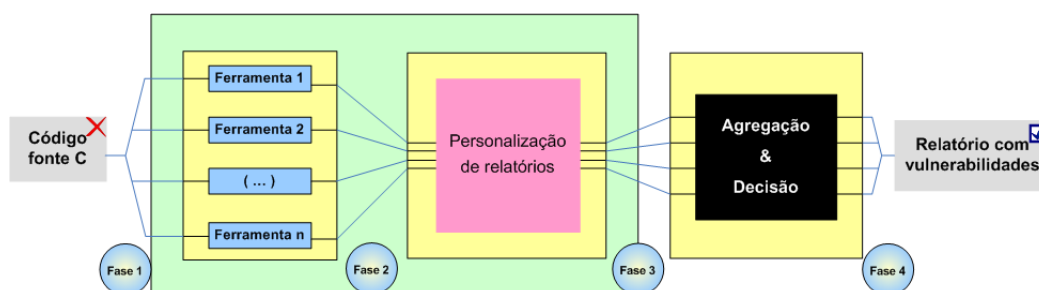 Código
fonte C
Ferramenta 1
Ferramenta 2
( ... )
Ferramenta n
Personalização
de relatórios
Agregação
&
Decisão
Relatório com
vulnerabilidades
Fase 1
Fase 2
Fase 3
Fase 4